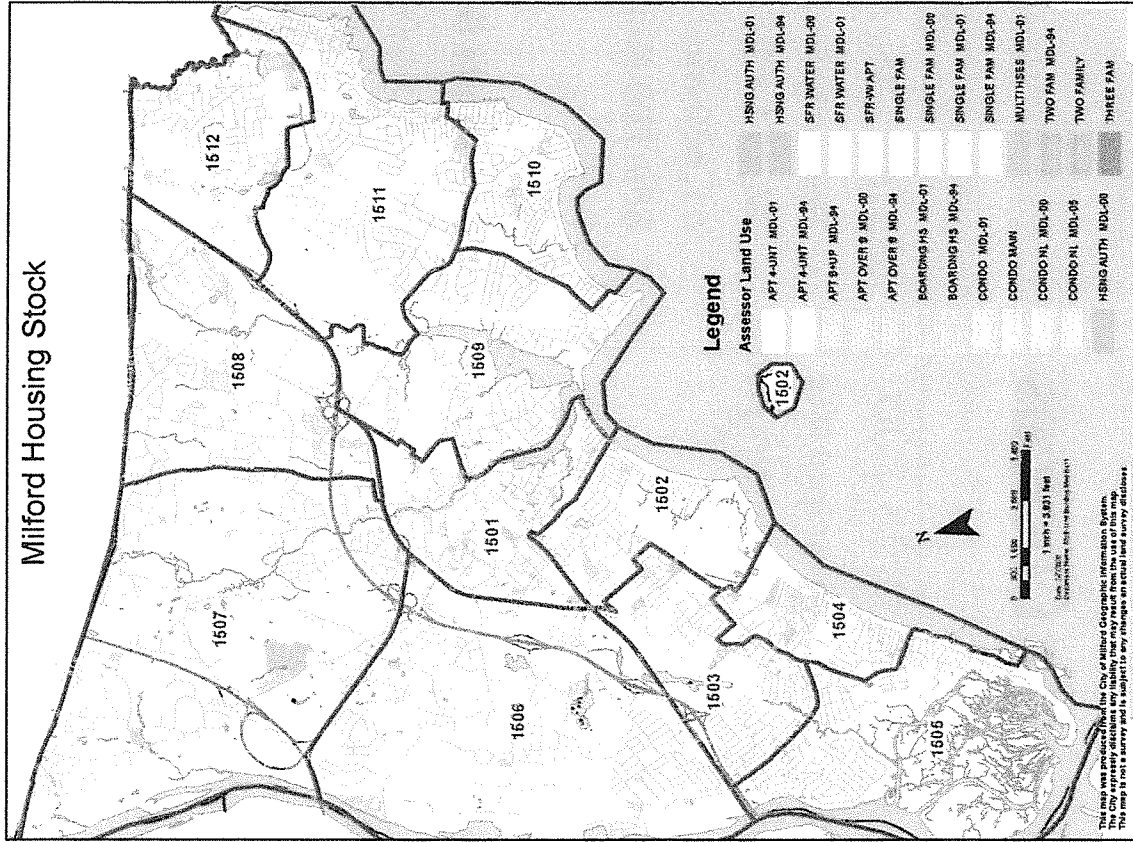 Milford Housing Stock
1512
1511
1510
1508
1509
1507
1501
1502
1506
1504
1503
1505
1502
N
1 inch = 3,031 feet
Legend
Assessor Land Use
APT 4-UNT MDL-01
APT 4-UNT MDL-94
APT 8+UP MDL-94
APT OVER 8 MDL-00
APT OVER 8 MDL-94
BOARDNG HS MDL-01
BOARDNG HS MDL-94
CONDO MDL-01
CONDO MAIN
CONDO NL MDL-00
CONDO NL MDL-05
HSNG AUTH MDL-00
HSNG AUTH MDL-01
HSNG AUTH MDL-94
SFR WATER MDL-00
SFR WATER MDL-01
SFR-W/APT
SINGLE FAM
SINGLE FAM MDL-00
SINGLE FAM MDL-01
SINGLE FAM MDL-94
MULTI HSES MDL-01
TWO FAM MDL-94
TWO FAMILY
THREE FAM
This map was produced from the City of Milford Geographic Information System.
The City expressly disclaims any liability that may result from the use of this map.
This map is not a survey and is subject to any changes an actual land survey discloses